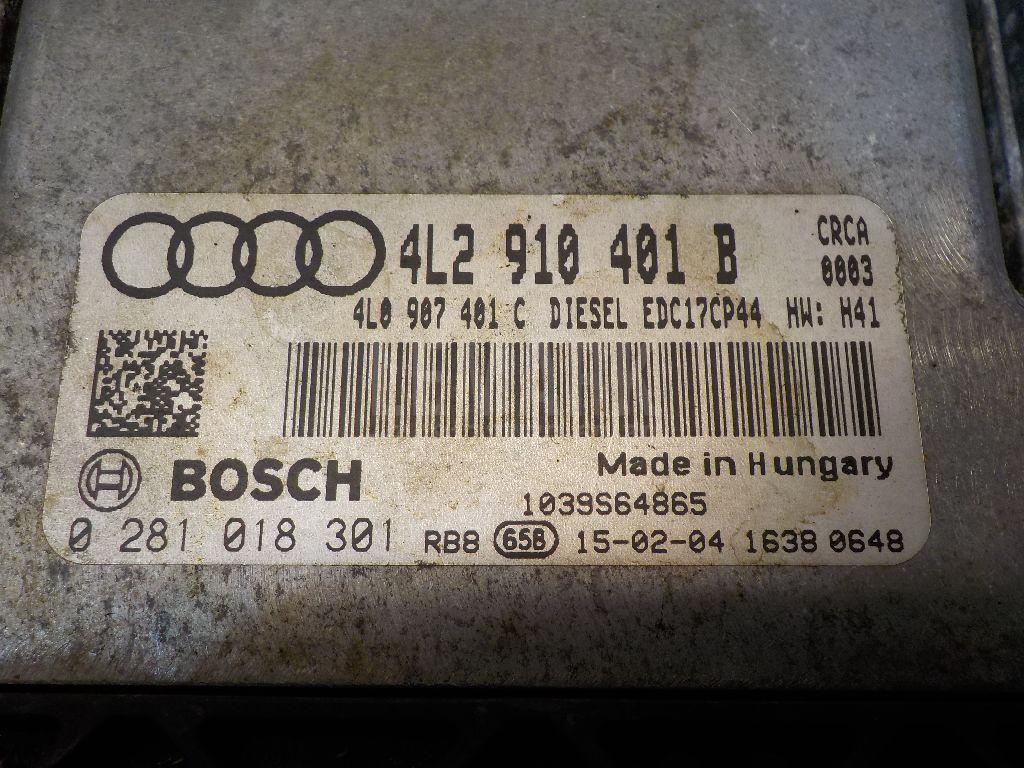 4L2 910 401 B CRCA
0003
4L0 907 401 C DIESEL EDC17CP44 HW: H41
BOSCH Made in Hungary
1039S64865
0 281 018 301 RB8 65B 15-02-04 1638 0648